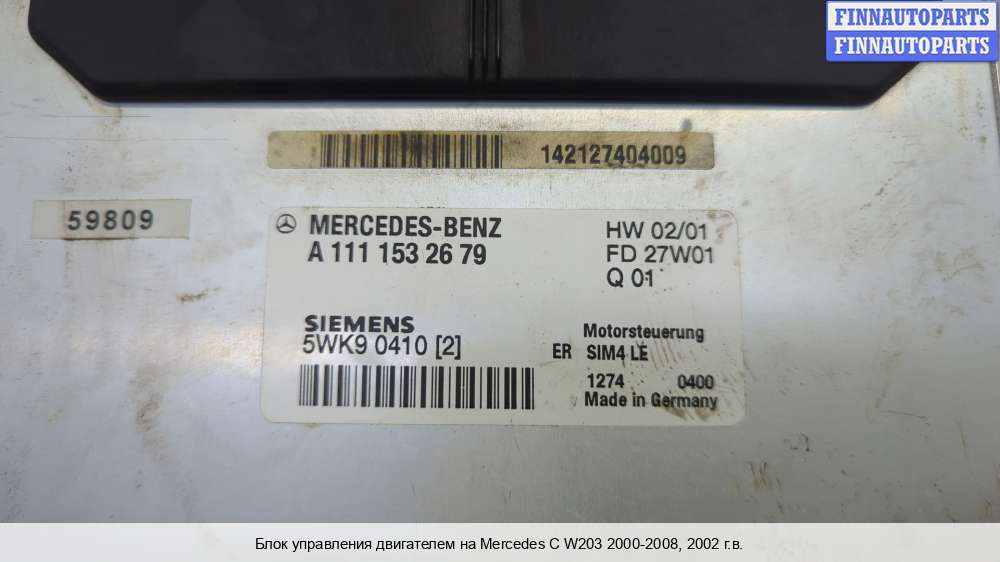 FINNAUTOPARTS
FINNAUTOPARTS
142127404009
59809
MERCEDES-BENZ
A 111 153 26 79
HW 02/01
FD 27W01
Q 01
SIEMENS
5WK9 0410 [2]
Motorsteuerung
ER SIM4 LE
1274 0400
Made in Germany
Блок управления двигателем на Mercedes C W203 2000-2008, 2002 г.в.